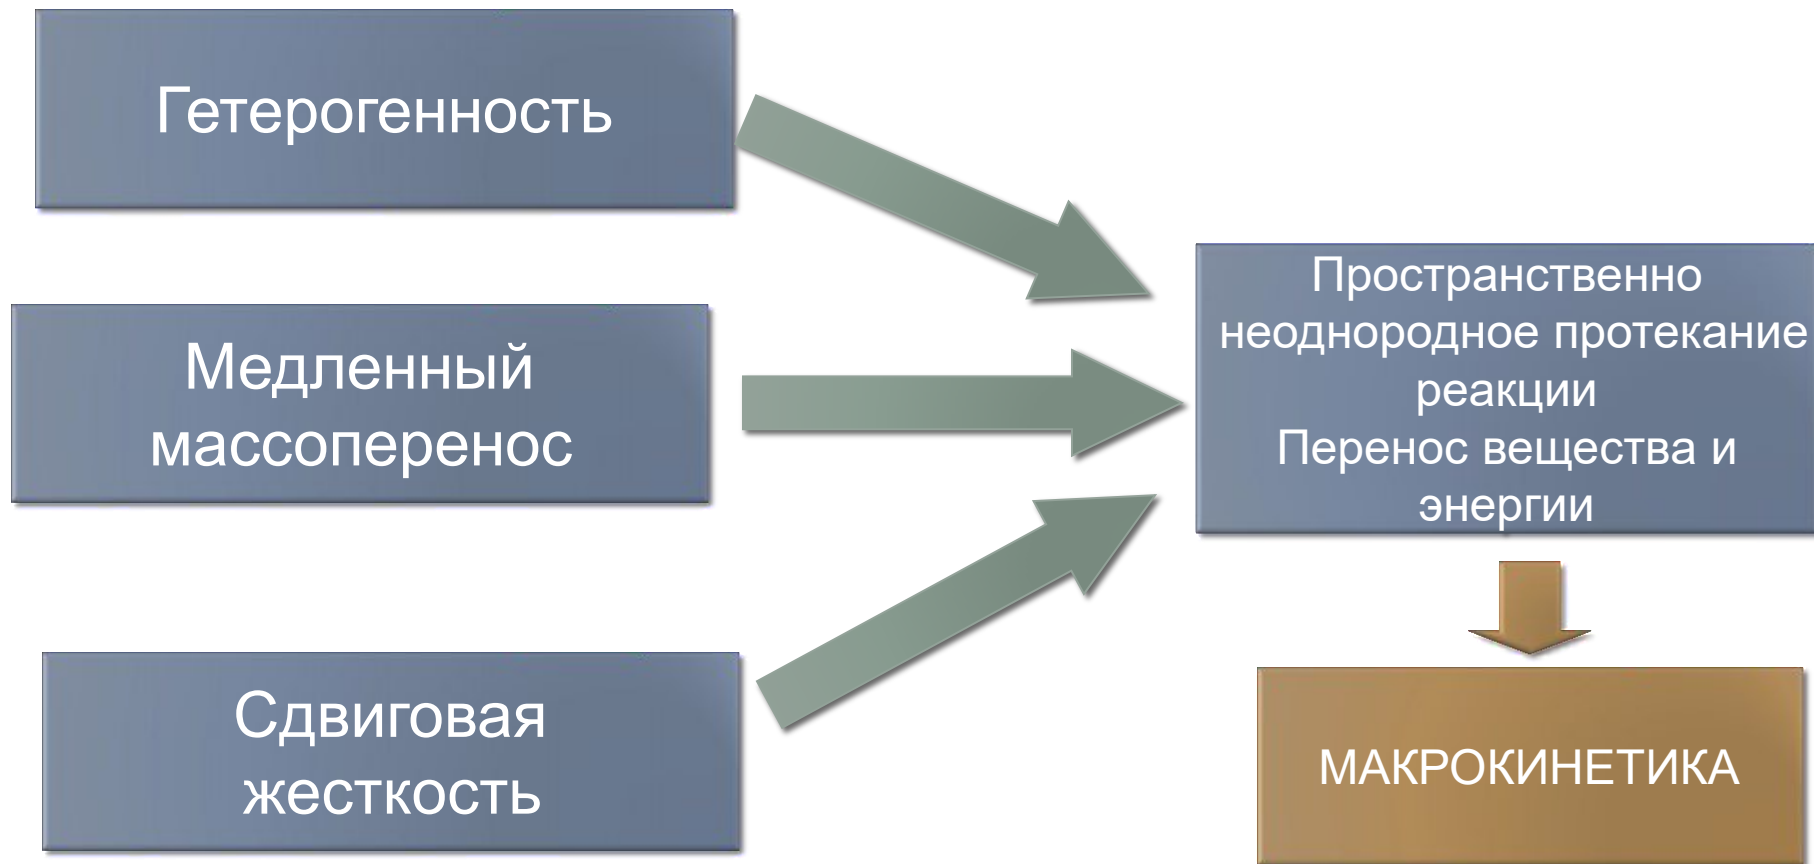 Гетерогенность
Медленный
массоперенос
Сдвиговая
жесткость
Пространственно
неоднородное протекание
реакции
Перенос вещества и
энергии
МАКРОКИНЕТИКА